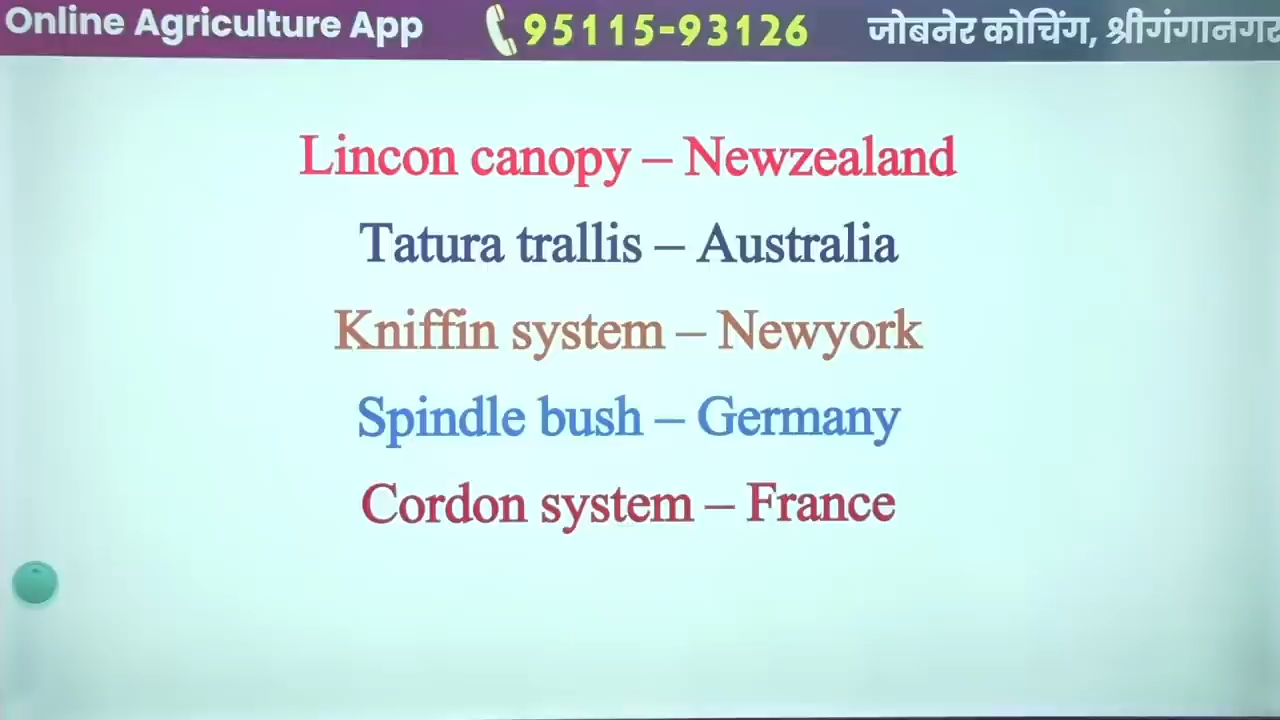 Online Agriculture App 95115-93126 जोबनेर कोचिंग, श्रीगंगानगर
Lincon canopy – Newzealand
Tatura trallis – Australia
Kniffin system – Newyork
Spindle bush – Germany
Cordon system – France